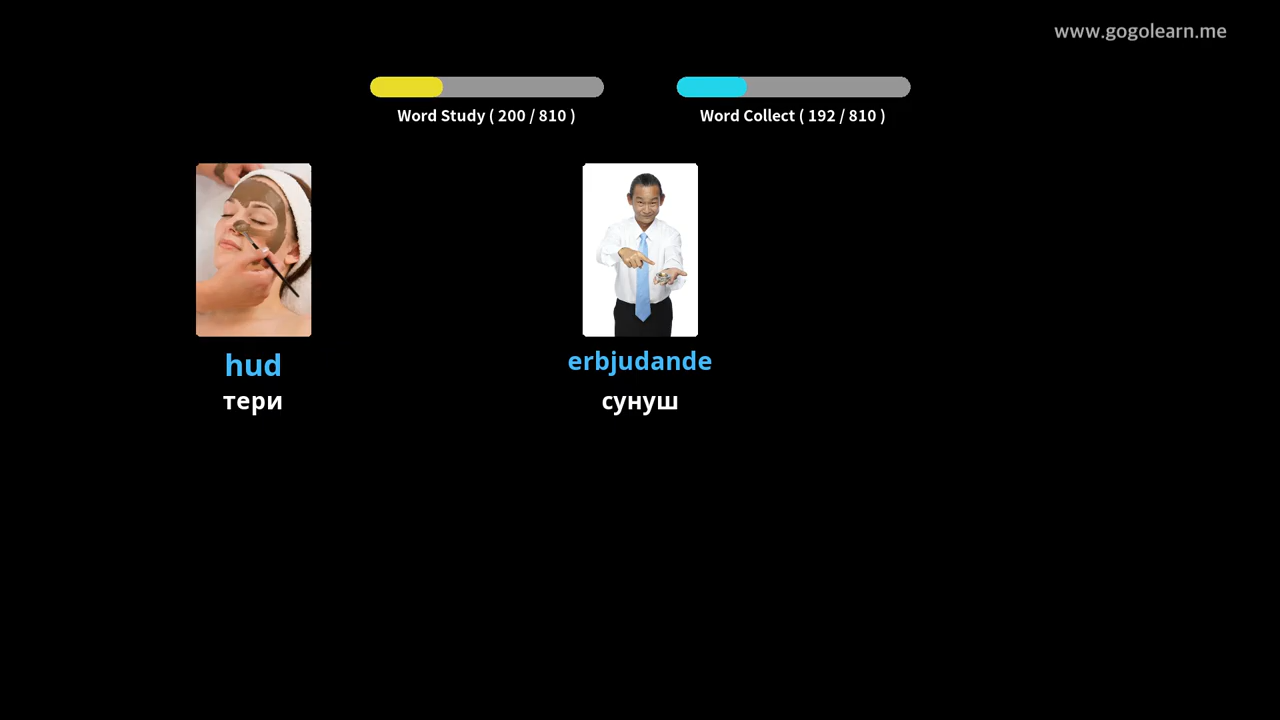 www.gogolearn.me
Word Study ( 200 / 810 )
Word Collect ( 192 / 810 )
hud
тери
erbjudande
сунуш